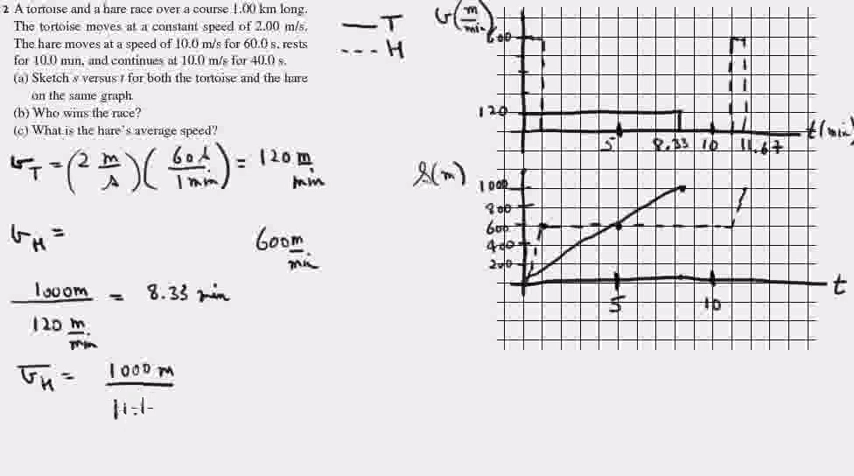 2 A tortoise and a hare race over a course 1.00 km long.
The tortoise moves at a constant speed of 2.00 m/s.
The hare moves at a speed of 10.0 m/s for 60.0 s, rests
for 10.0 min, and continues at 10.0 m/s for 40.0 s.
(a) Sketch s versus t for both the tortoise and the hare
on the same graph
(b) Who wins the race?
(c) What is the hare's average speed?
— T
--- H
v_T = (2 m/s)(60 s/1 min) = 120 m/min
v_H = 600 m/min
1000m / 120 m/min = 8.33 min
v̄_H = 1000 m /
v (m/min)
600
120
5 8.33 10 11.67 t(min)
s(m)
1000
800
600
400
200
5 10 t